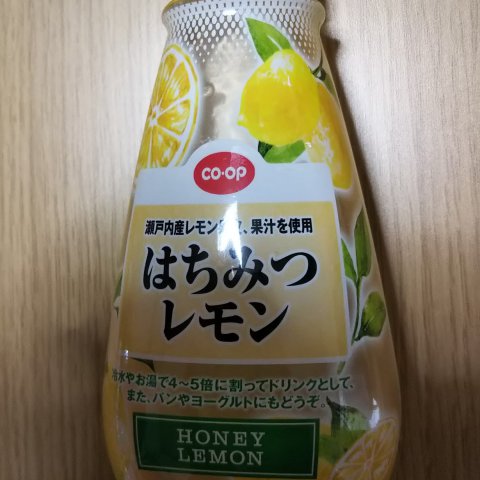 co·op
瀬戸内産レモン 、果汁を使用
はちみつ
レモン
冷水やお湯で4~5倍に割ってドリンクとして、
また、パンやヨーグルトにもどうぞ。
HONEY
LEMON